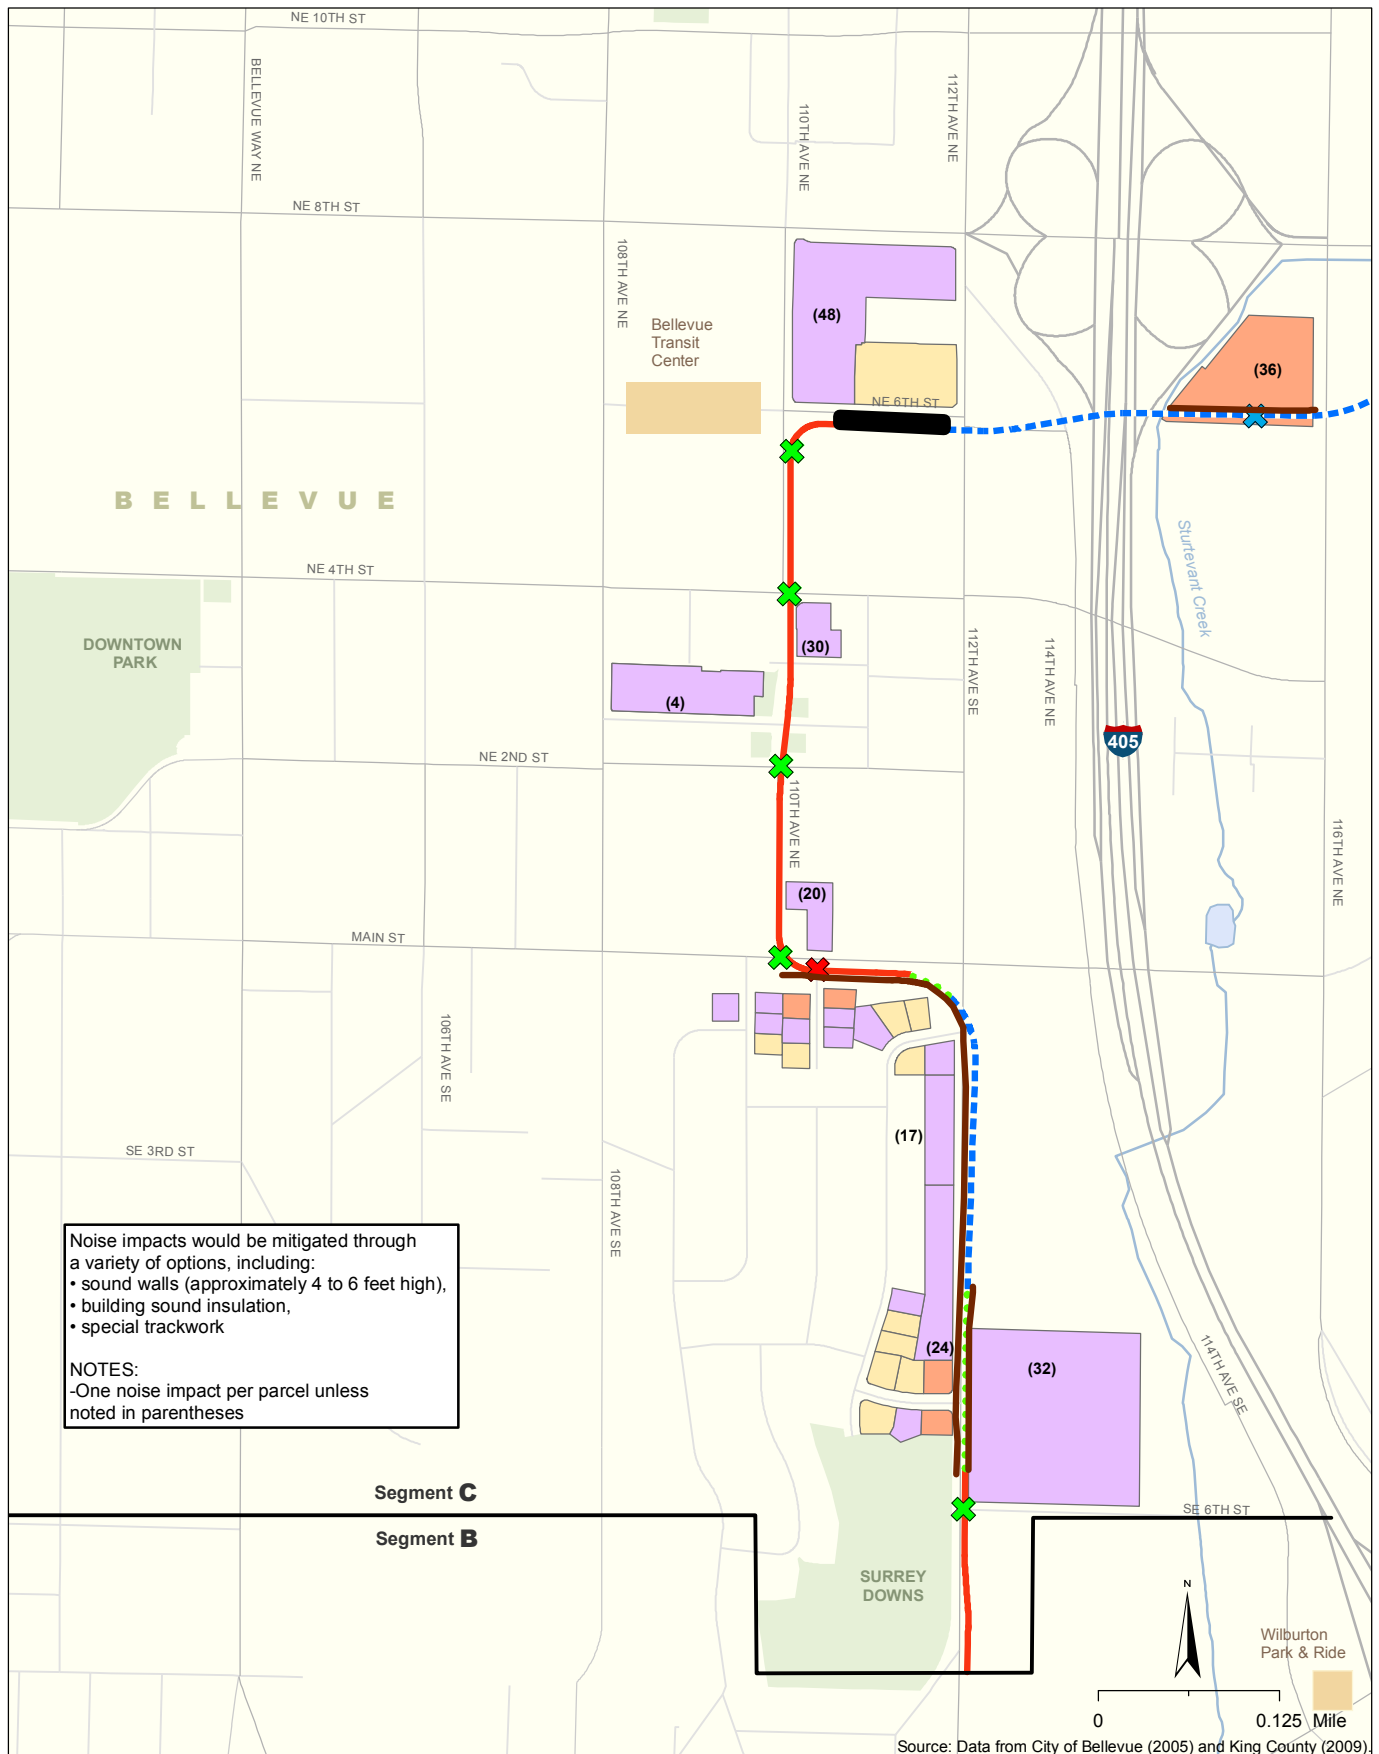 NE 10TH ST
BELLEVUE WAY NE
110TH AVE NE
112TH AVE NE
NE 8TH ST
108TH AVE NE
Bellevue
Transit
Center
(48)
(36)
NE 6TH ST
BELLEVUE
Sturtevant Creek
NE 4TH ST
DOWNTOWN
PARK
(30)
(4)
112TH AVE SE
114TH AVE NE
405
NE 2ND ST
110TH AVE NE
116TH AVE NE
(20)
MAIN ST
106TH AVE SE
(17)
SE 3RD ST
108TH AVE SE
Noise impacts would be mitigated through
a variety of options, including:
• sound walls (approximately 4 to 6 feet high),
• building sound insulation,
• special trackwork
NOTES:
-One noise impact per parcel unless
noted in parentheses
(24)
(32)
114TH AVE SE
Segment C
SE 6TH ST
Segment B
SURREY
DOWNS
N
Wilburton
Park & Ride
0 0.125 Mile
Source: Data from City of Bellevue (2005) and King County (2009).